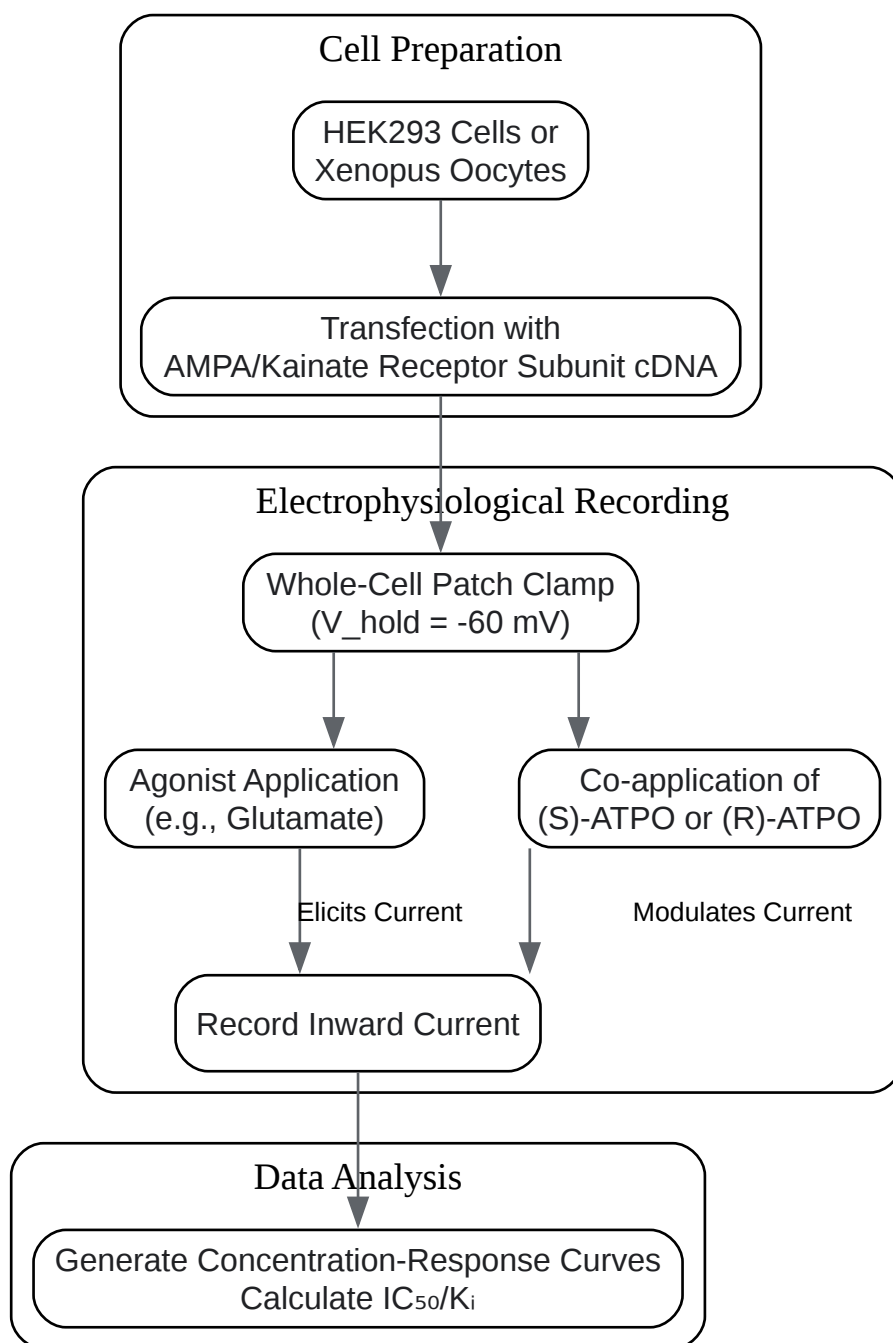 Cell Preparation
HEK293 Cells or
Xenopus Oocytes
Transfection with
AMPA/Kainate Receptor Subunit cDNA
Electrophysiological Recording
Whole-Cell Patch Clamp
(V_hold = -60 mV)
Agonist Application
(e.g., Glutamate)
Co-application of
(S)-ATPO or (R)-ATPO
Elicits Current
Modulates Current
Record Inward Current
Data Analysis
Generate Concentration-Response Curves
Calculate IC₅₀/Kᵢ